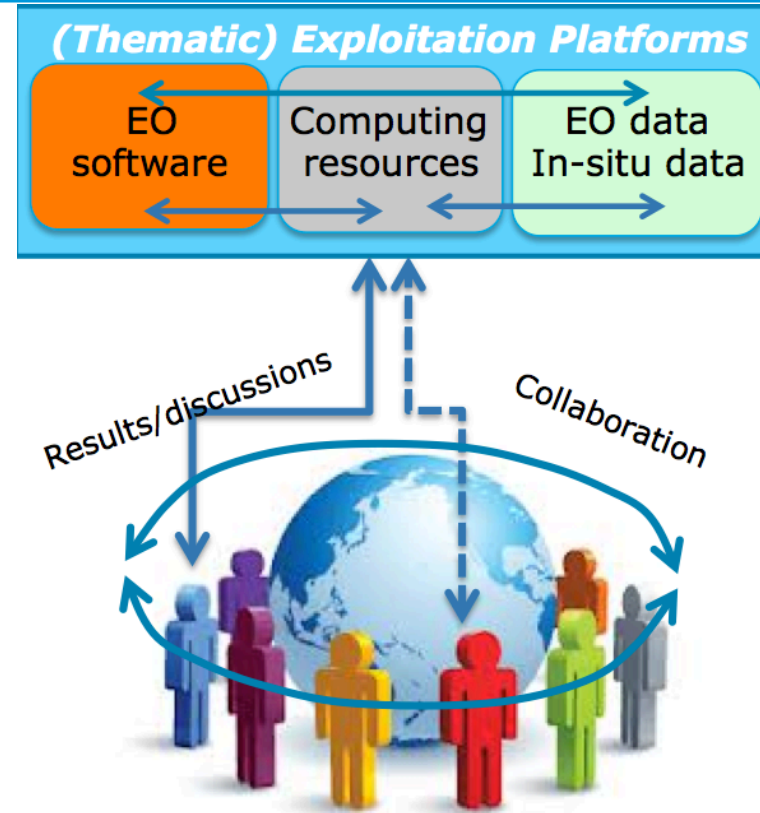 (Thematic) Exploitation Platforms
EO
software
Computing
resources
EO data
In-situ data
Results/discussions
Collaboration